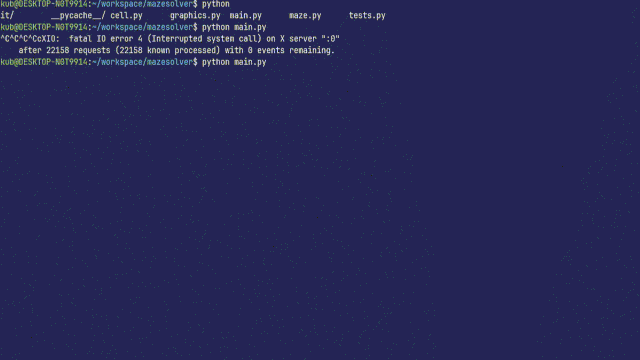 kub@DESKTOP-N0T9914:~/workspace/mazesolver$ python
it/ __pycache__/ cell.py graphics.py main.py maze.py tests.py
kub@DESKTOP-N0T9914:~/workspace/mazesolver$ python main.py
^C^C^C^CcXIO: fatal IO error 4 (Interrupted system call) on X server ":0"
after 22158 requests (22158 known processed) with 0 events remaining.
kub@DESKTOP-N0T9914:~/workspace/mazesolver$ python main.py